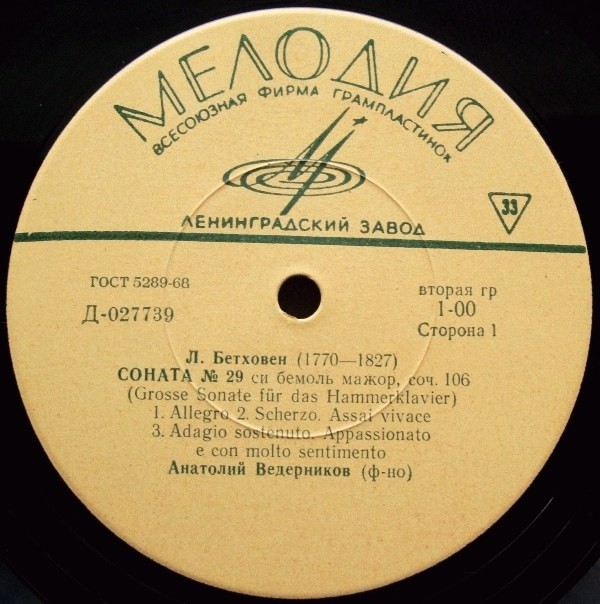 МЕЛОДИЯ
ВСЕСОЮЗНАЯ ФИРМА ГРАМПЛАСТИНОК
ЛЕНИНГРАДСКИЙ ЗАВОД
33
ГОСТ 5289-68
Д-027739
вторая гр
1-00
Сторона 1
Л. Бетховен (1770—1827)
СОНАТА № 29 си бемоль мажор, соч. 106
(Grosse Sonate für das Hammerklavier)
1. Allegro 2. Scherzo. Assai vivace
3. Adagio sostenuto. Appassionato
e con molto sentimento
Анатолий Ведерников (ф-но)